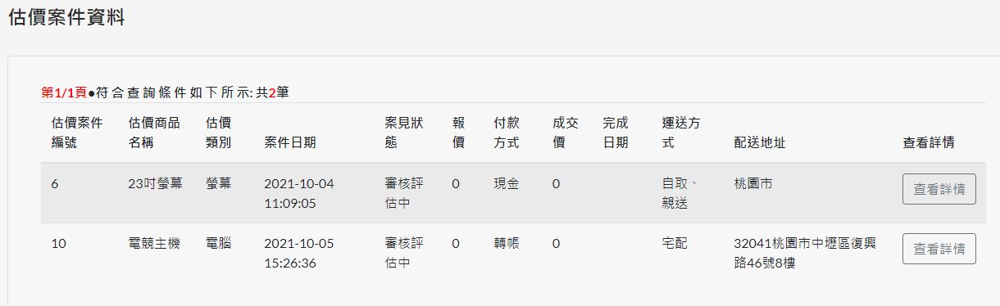 估價案件資料
第1/1頁●符合查詢條件如下所示: 共2筆
估價案件編號 估價商品名稱 估價類別 案件日期 案見狀態 報價 付款方式 成交價 完成日期 運送方式 配送地址 查看詳情
6 23吋螢幕 螢幕 2021-10-04 11:09:05 審核評估中 0 現金 0 自取、親送 桃園市 查看詳情
10 電競主機 電腦 2021-10-05 15:26:36 審核評估中 0 轉帳 0 宅配 32041桃園市中壢區復興路46號8樓 查看詳情